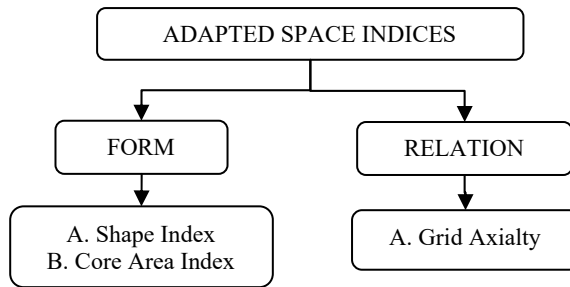 ADAPTED SPACE INDICES
FORM
RELATION
A. Shape Index
B. Core Area Index
A. Grid Axialty